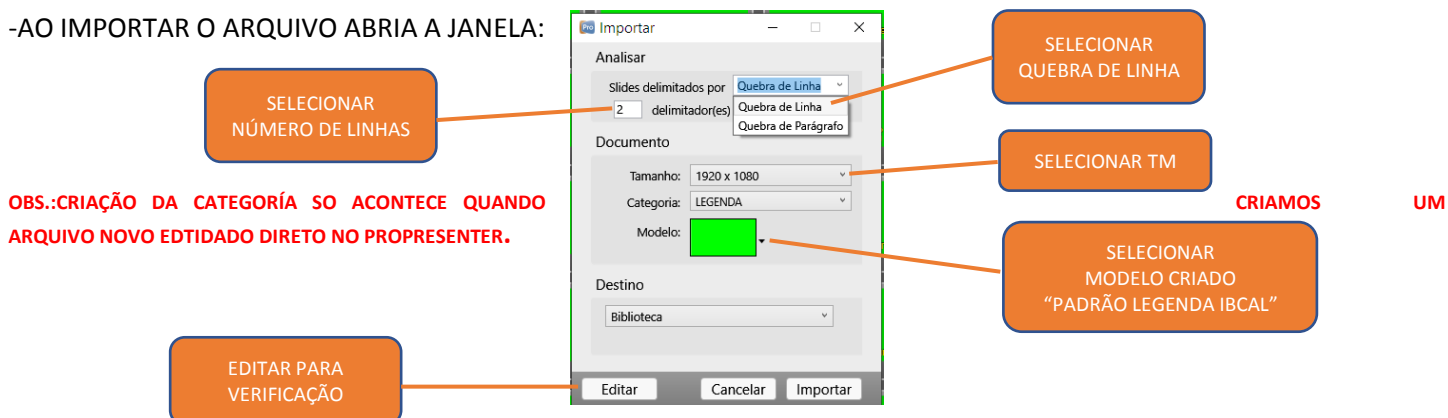 -AO IMPORTAR O ARQUIVO ABRIA A JANELA:
Pro Importar
Analisar
Slides delimitados por Quebra de Linha
2 delimitador(es)
Quebra de Linha
Quebra de Parágrafo
Documento
Tamanho: 1920 x 1080
Categoria: LEGENDA
Modelo:
Destino
Biblioteca
Editar Cancelar Importar
SELECIONAR
QUEBRA DE LINHA
SELECIONAR
NÚMERO DE LINHAS
SELECIONAR TM
OBS.:CRIAÇÃO DA CATEGORÍA SO ACONTECE QUANDO CRIAMOS UM
ARQUIVO NOVO EDTIDADO DIRETO NO PROPRESENTER.
SELECIONAR
MODELO CRIADO
“PADRÃO LEGENDA IBCAL”
EDITAR PARA
VERIFICAÇÃO